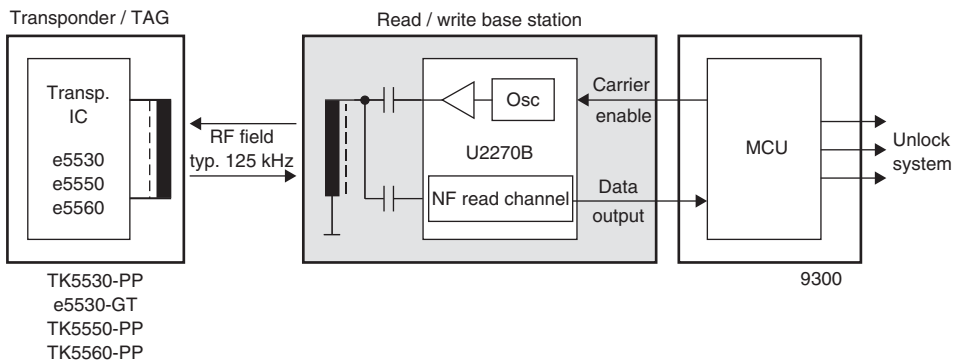 Transponder / TAG
Transp.
IC
e5530
e5550
e5560
TK5530-PP
e5530-GT
TK5550-PP
TK5560-PP
RF field
typ. 125 kHz
Read / write base station
Osc
U2270B
NF read channel
Carrier
enable
Data
output
MCU
9300
Unlock
system